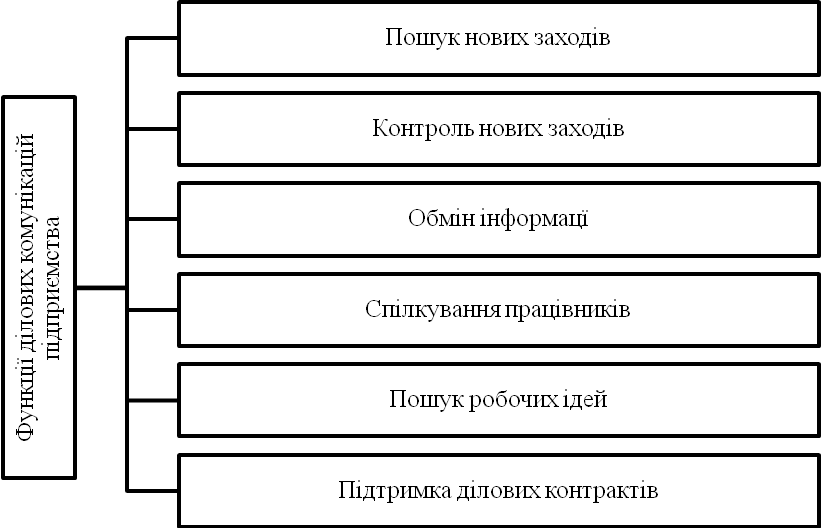 Функції ділових комунікацій
підприємства
Пошук нових заходів
Контроль нових заходів
Обмін інформацї
Спілкування працівників
Пошук робочих ідей
Підтримка ділових контрактів